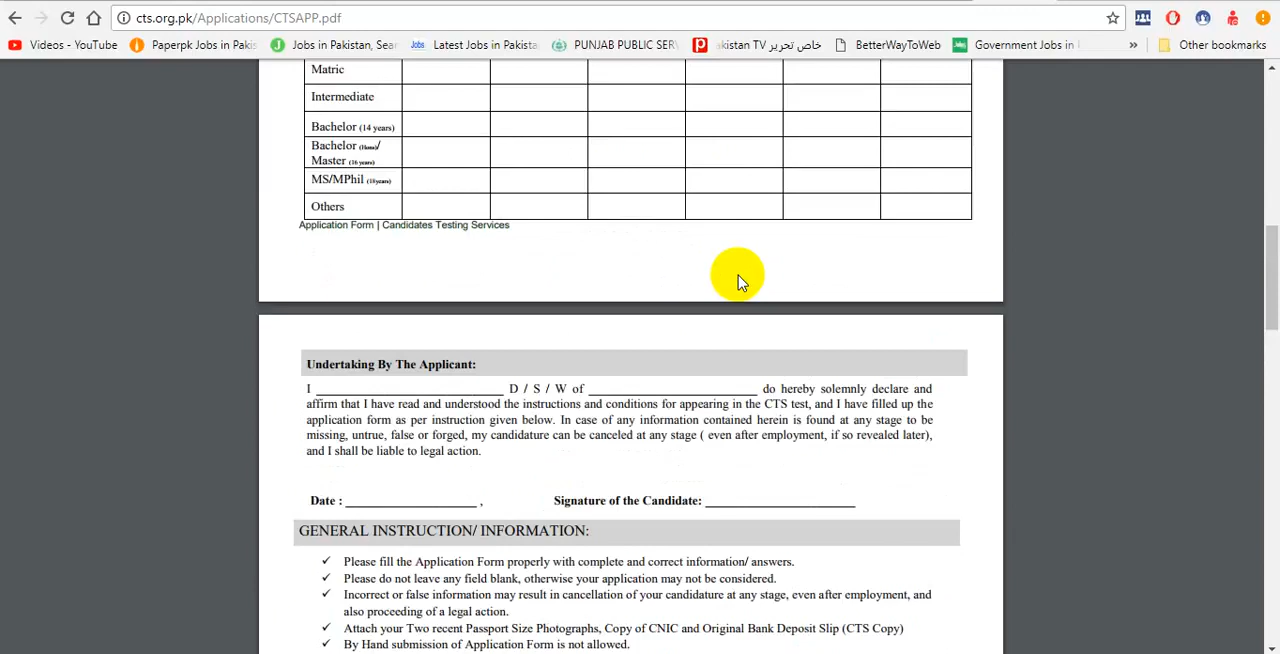 cts.org.pk/Applications/CTSAPP.pdf
Videos - YouTube Paperpk Jobs in Pakis Jobs in Pakistan, Sea Latest Jobs in Pakista PUNJAB PUBLIC SER akistan TV خاص تحریر BetterWayToWeb Government Jobs in » Other bookmarks
Matric
Intermediate
Bachelor (14 years)
Bachelor (Hons)/
Master (16 years)
MS/MPhil (18years)
Others
Application Form | Candidates Testing Services
Undertaking By The Applicant:
I ____________________________ D / S / W of _________________________ do hereby solemnly declare and
affirm that I have read and understood the instructions and conditions for appearing in the CTS test, and I have filled up the
application form as per instruction given below. In case of any information contained herein is found at any stage to be
missing, untrue, false or forged, my candidature can be canceled at any stage ( even after employment, if so revealed later),
and I shall be liable to legal action.
Date : ____________________ , Signature of the Candidate: ______________________
GENERAL INSTRUCTION/ INFORMATION:
✓ Please fill the Application Form properly with complete and correct information/ answers.
✓ Please do not leave any field blank, otherwise your application may not be considered.
✓ Incorrect or false information may result in cancellation of your candidature at any stage, even after employment, and
also proceeding of a legal action.
✓ Attach your Two recent Passport Size Photographs, Copy of CNIC and Original Bank Deposit Slip (CTS Copy)
✓ By Hand submission of Application Form is not allowed.